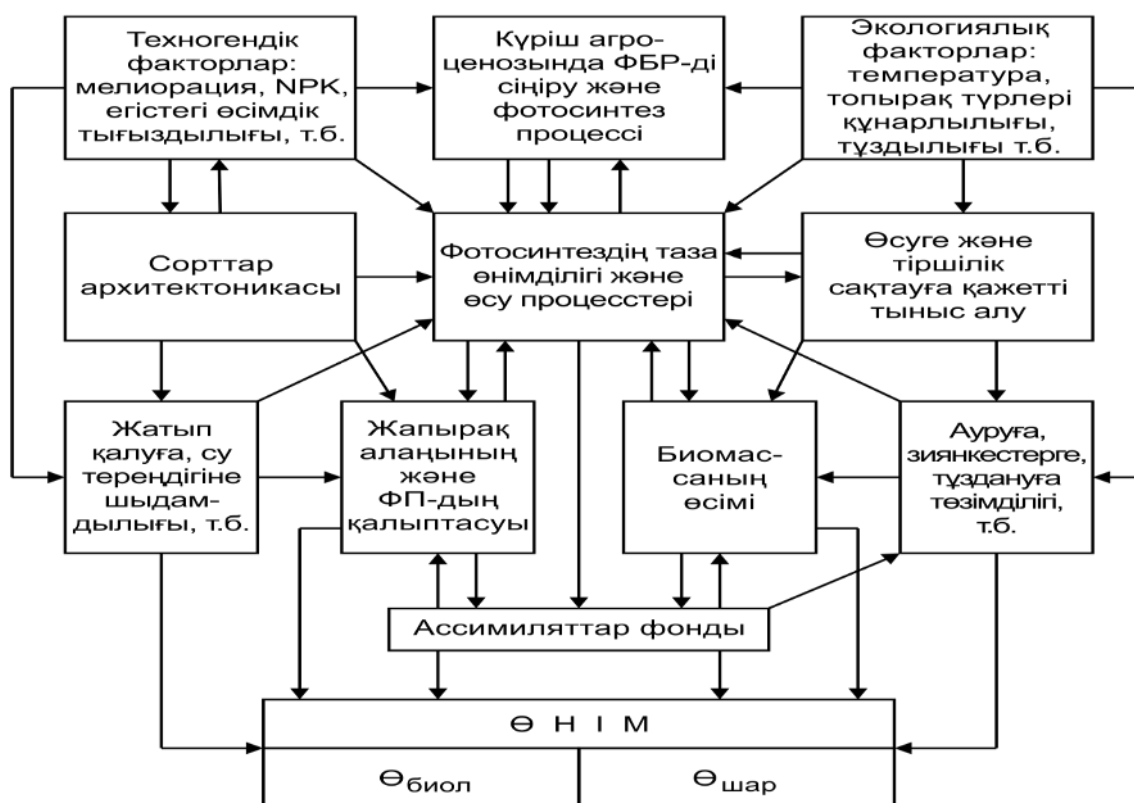 Техногендік
факторлар:
мелиорация, NPK,
егістегі өсімдік
тығыздылығы, т.б.
Күріш агро-
ценозында ФБР-ді
сіңіру және
фотосинтез
процессі
Экологиялық
факторлар:
температура,
топырақ түрлері
құнарлылығы,
тұздылығы т.б.
Сорттар
архитектоникасы
Фотосинтездің таза
өнімділігі және
өсу процесстері
Өсуге және
тіршілік
сақтауға қажетті
тыныс алу
Жатып
қалуға, су
тереңдігіне
шыдам-
дылығы, т.б.
Жапырақ
алаңының
және
ФП-дың
қалыптасуы
Биомас-
саның
өсімі
Ауруға,
зиянкестерге,
тұздануға
төзімділігі,
т.б.
Ассимиляттар фонды
Ө Н І М
Өбиол
Өшар